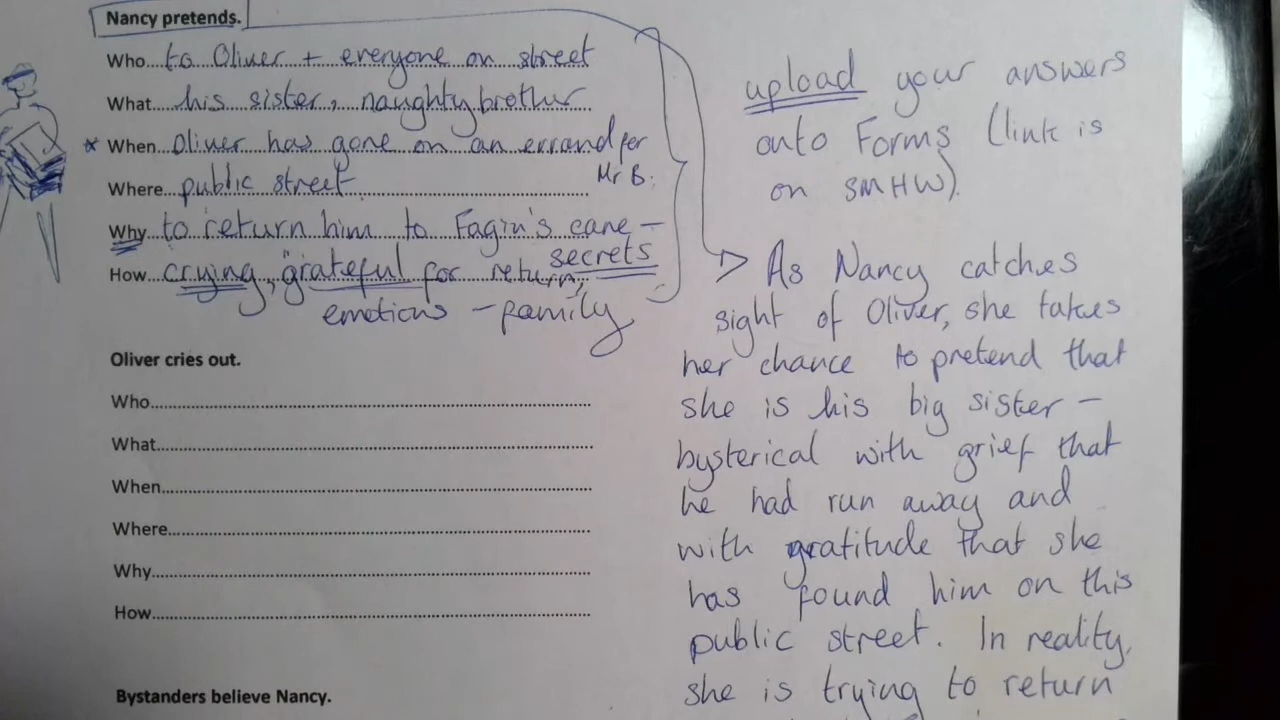 Nancy pretends.
Who to Oliver + everyone on street
What his sister, naughty brother
* When Oliver has gone on an errand for
Mr B.
Where public street
Why to return him to Fagin's cane –
secrets
How crying, grateful for return,
emotions – family
Oliver cries out.
Who
What
When
Where
Why
How
Bystanders believe Nancy.
upload your answers
onto Forms (link is
on SMHW).
As Nancy catches
sight of Oliver, she takes
her chance to pretend that
she is his big sister –
hysterical with grief that
he had run away and
with gratitude that she
has found him on this
public street. In reality,
she is trying to return